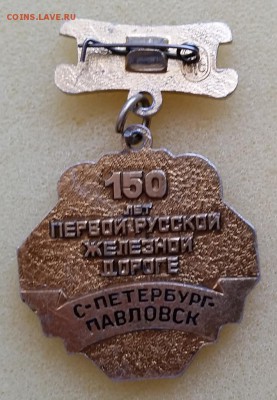 COINS.LAVE.RU
150
ЛЕТ
ПЕРВОЙ РУССКОЙ
ЖЕЛЕЗНОЙ
ДОРОГЕ
С-ПЕТЕРБУРГ-
ПАВЛОВСК